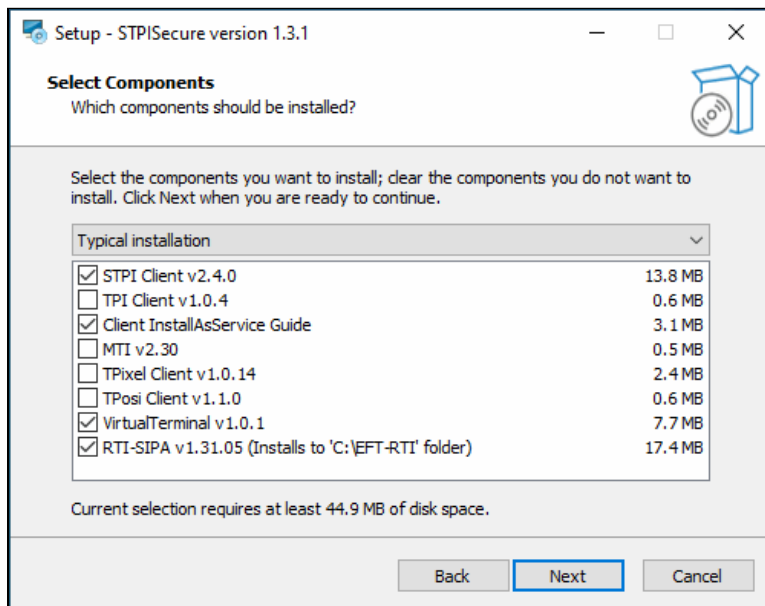 Setup - STPISecure version 1.3.1
Select Components
Which components should be installed?
Select the components you want to install; clear the components you do not want to
install. Click Next when you are ready to continue.
Typical installation
STPI Client v2.4.0 13.8 MB
TPI Client v1.0.4 0.6 MB
Client InstallAsService Guide 3.1 MB
MTI v2.30 0.5 MB
TPixel Client v1.0.14 2.4 MB
TPosi Client v1.1.0 0.6 MB
VirtualTerminal v1.0.1 7.7 MB
RTI-SIPA v1.31.05 (Installs to 'C:\EFT-RTI' folder) 17.4 MB
Current selection requires at least 44.9 MB of disk space.
Back Next Cancel